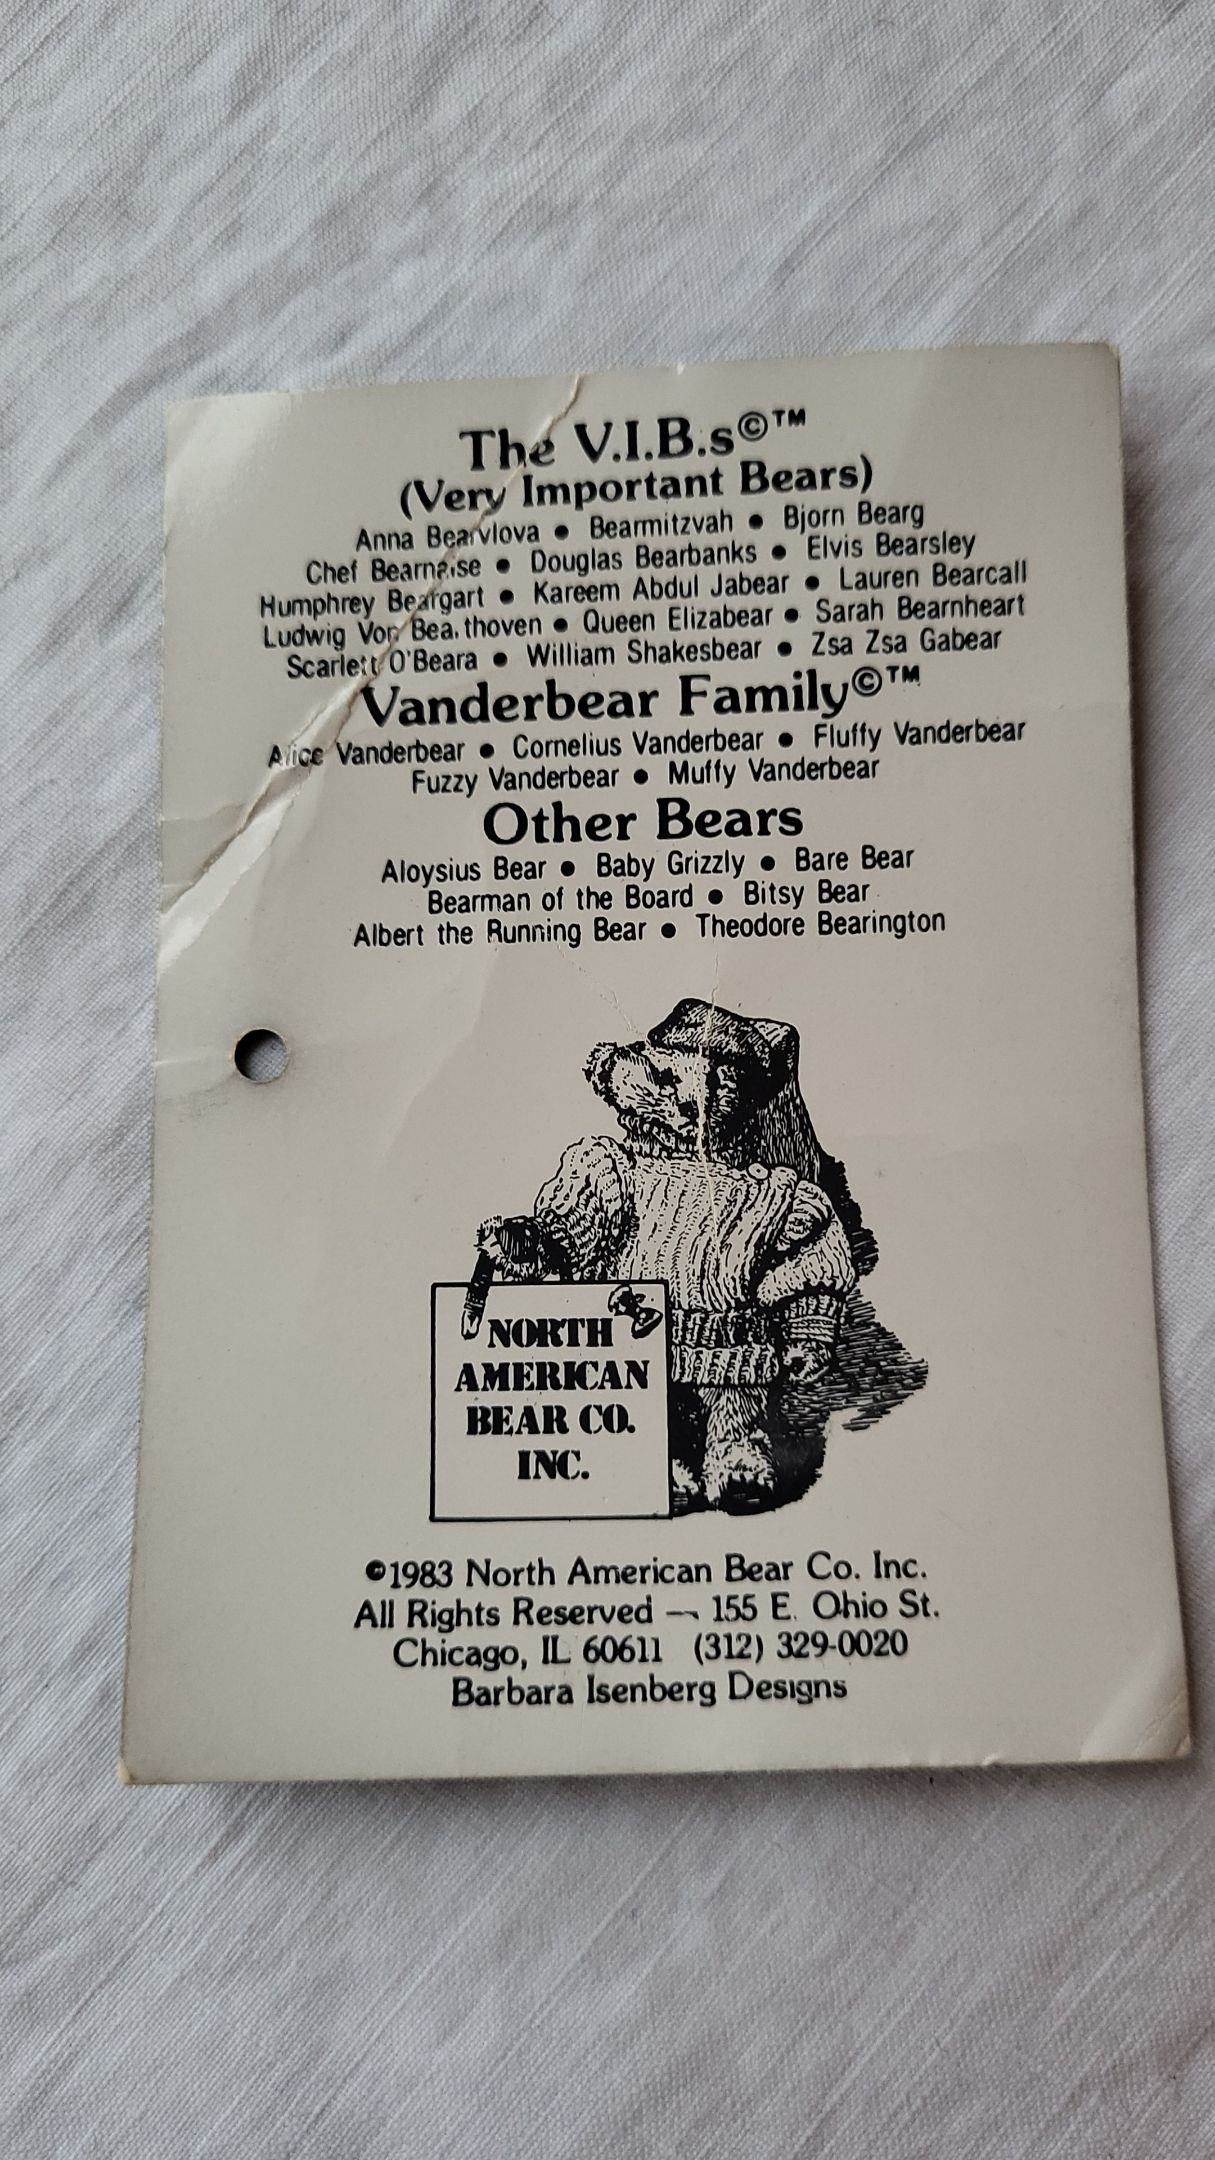 The V.I.B.s©™
(Very Important Bears)
Anna Bearvlova • Bearmitzvah • Bjorn Bearg
Chef Bearnaise • Douglas Bearbanks • Elvis Bearsley
Humphrey Beargart • Kareem Abdul Jabear • Lauren Bearcall
Ludwig Von Bea.thoven • Queen Elizabear • Sarah Bearnheart
Scarlett O'Beara • William Shakesbear • Zsa Zsa Gabear
Vanderbear Family©™
Alice Vanderbear • Cornelius Vanderbear • Fluffy Vanderbear
Fuzzy Vanderbear • Muffy Vanderbear
Other Bears
Aloysius Bear • Baby Grizzly • Bare Bear
Bearman of the Board • Bitsy Bear
Albert the Running Bear • Theodore Bearington
NORTH
AMERICAN
BEAR CO.
INC.
©1983 North American Bear Co. Inc.
All Rights Reserved — 155 E. Ohio St.
Chicago, IL 60611 (312) 329-0020
Barbara Isenberg Designs